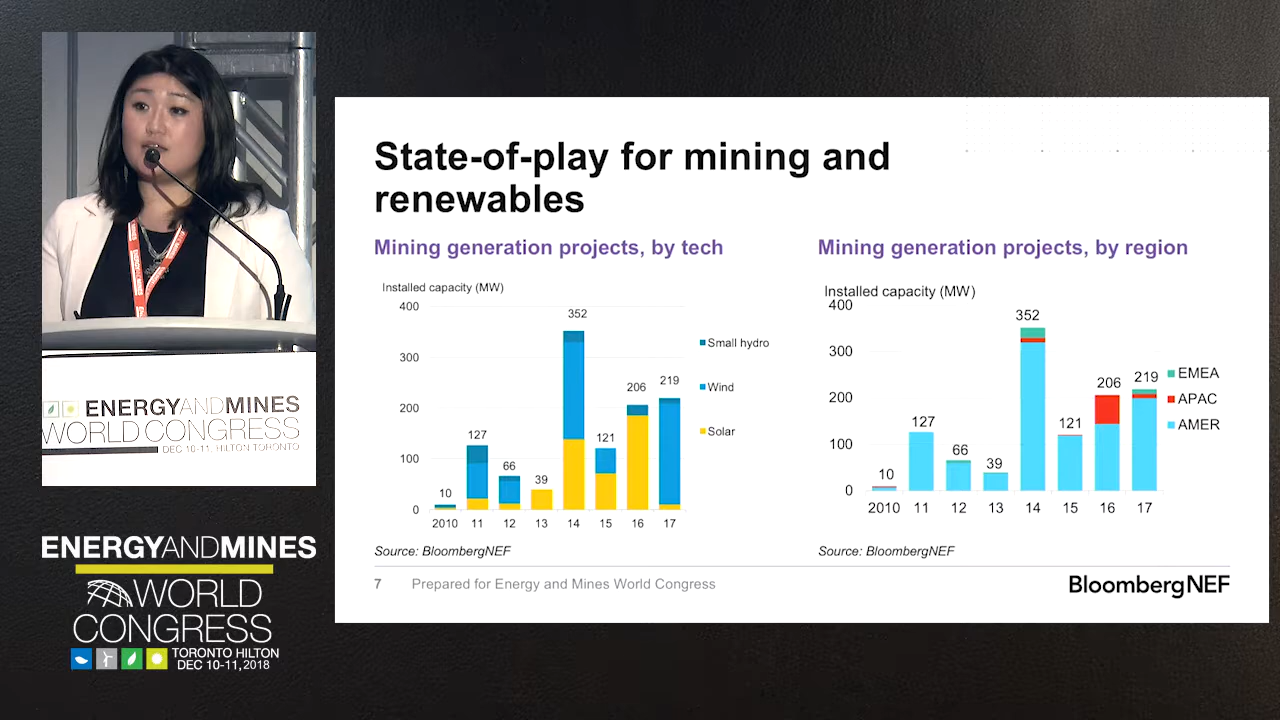 State-of-play for mining and
renewables
Mining generation projects, by tech
Installed capacity (MW)
400
300
200
100
0
10
127
66
39
352
121
206
219
2010 11 12 13 14 15 16 17
Small hydro
Wind
Solar
Source: BloombergNEF
Mining generation projects, by region
Installed capacity (MW)
400
300
200
100
0
10
127
66
39
352
121
206
219
2010 11 12 13 14 15 16 17
EMEA
APAC
AMER
Source: BloombergNEF
7 Prepared for Energy and Mines World Congress
BloombergNEF
ENERGYANDMINES
WORLD CONGRESS
DEC 10-11, HILTON TORONTO
ENERGYANDMINES
WORLD
CONGRESS
TORONTO HILTON
DEC 10-11, 2018